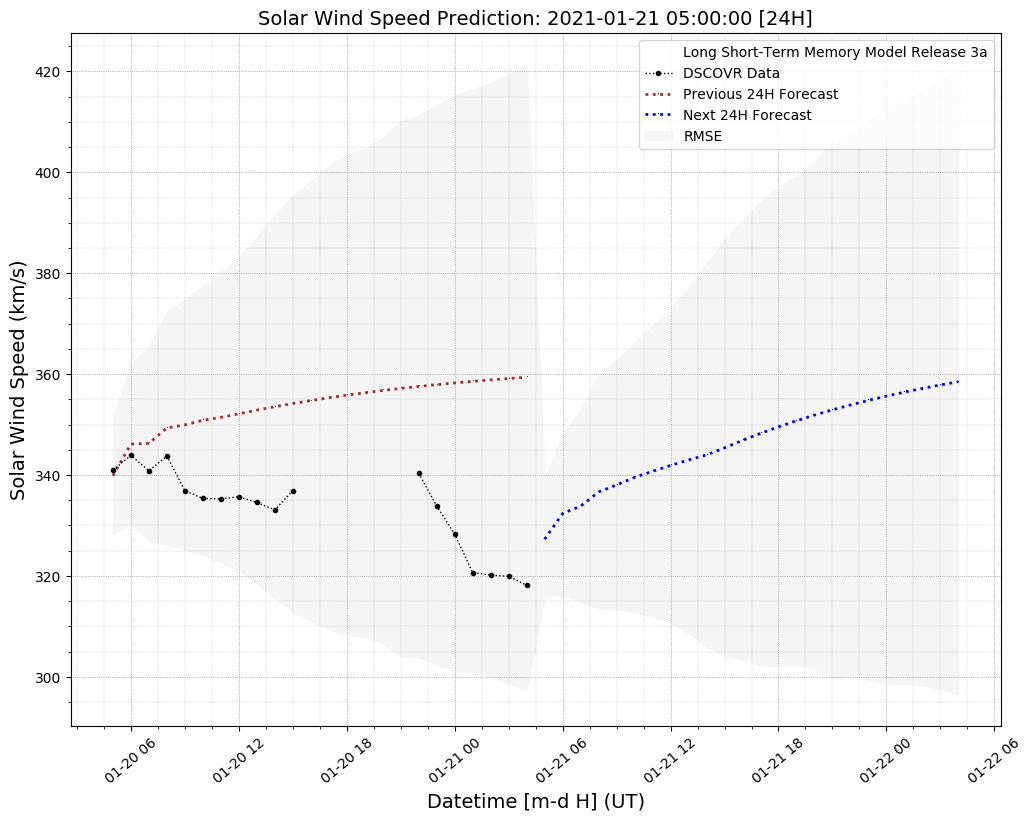 Solar Wind Speed Prediction: 2021-01-21 05:00:00 [24H]
Long Short-Term Memory Model Release 3a
DSCOVR Data
Previous 24H Forecast
Next 24H Forecast
RMSE
Solar Wind Speed (km/s)
420
400
380
360
340
320
300
01-20 06
01-20 12
01-20 18
01-21 00
01-21 06
01-21 12
01-21 18
01-22 00
01-22 06
Datetime [m-d H] (UT)